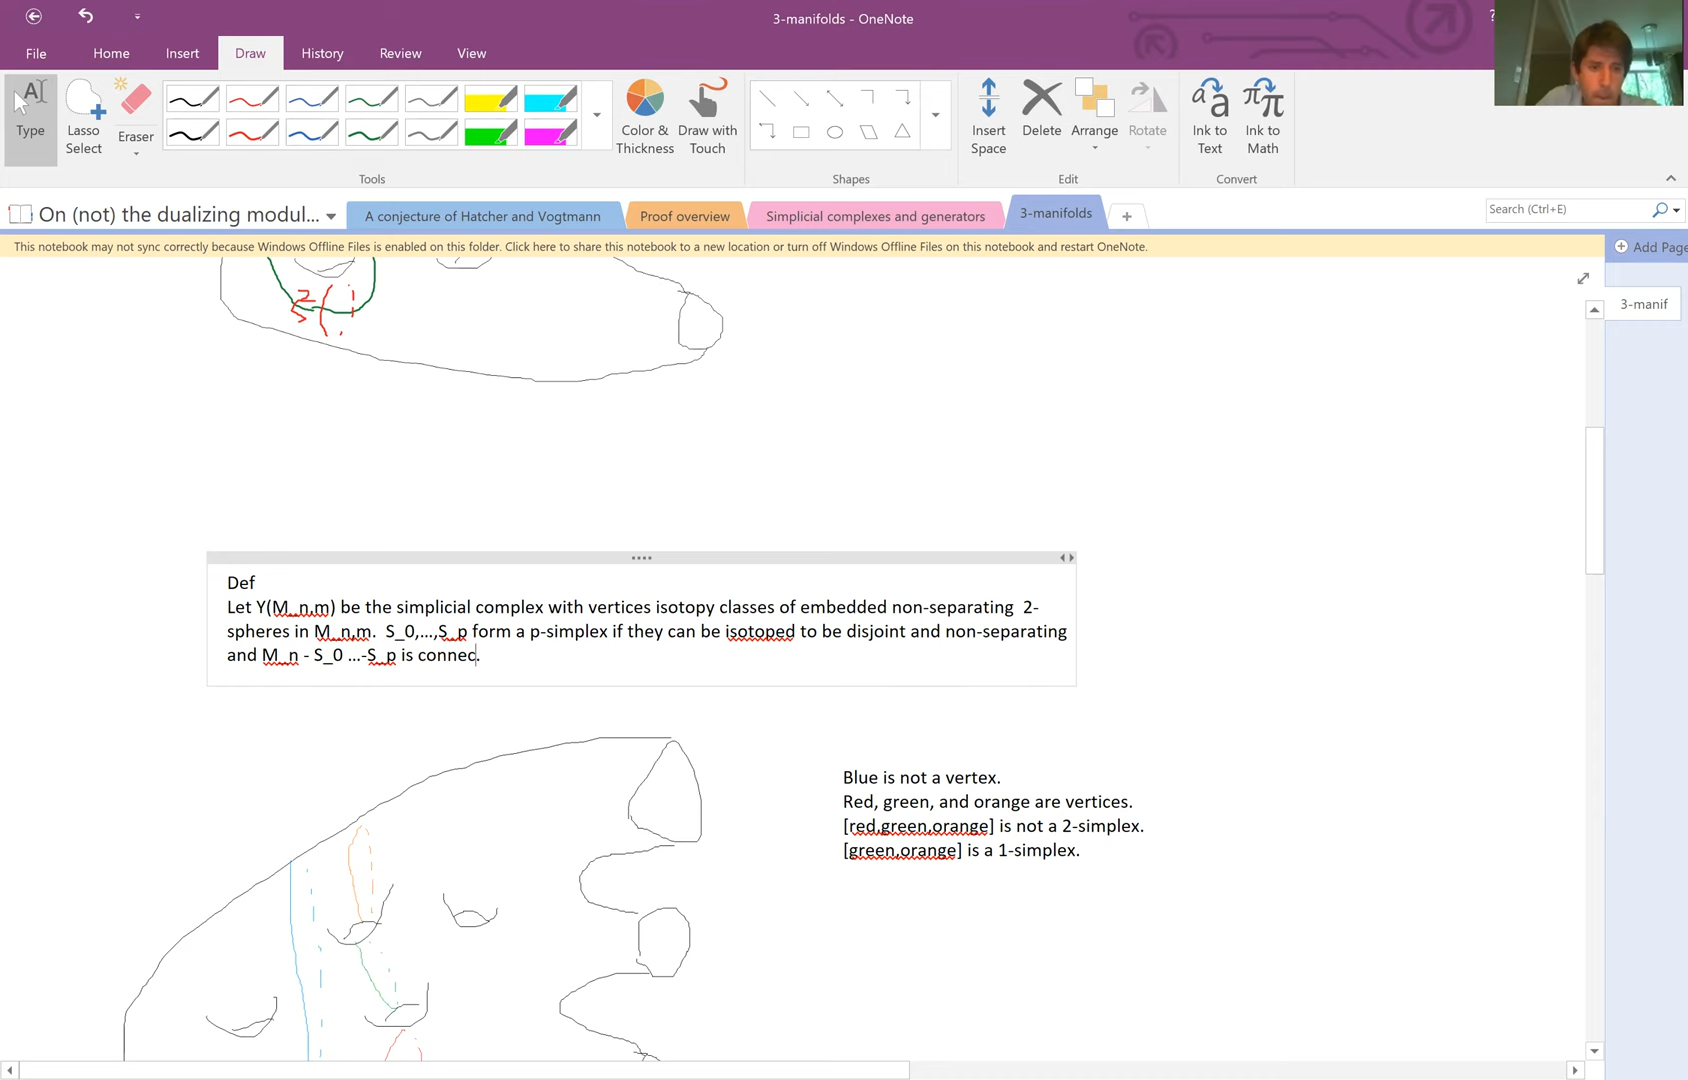 3-manifolds - OneNote
?
File Home Insert Draw History Review View
Type
Lasso Select
Eraser
Color & Thickness
Draw with Touch
Insert Space
Delete
Arrange
Rotate
Ink to Text
Ink to Math
Tools
Shapes
Edit
Convert
On (not) the dualizing modul...
A conjecture of Hatcher and Vogtmann
Proof overview
Simplicial complexes and generators
3-manifolds
Search (Ctrl+E)
This notebook may not sync correctly because Windows Offline Files is enabled on this folder. Click here to share this notebook to a new location or turn off Windows Offline Files on this notebook and restart OneNote.
Add Page
3-manif
2
Def
Let Y(M_n,m) be the simplicial complex with vertices isotopy classes of embedded non-separating 2-
spheres in M_n,m. S_0,...,S_p form a p-simplex if they can be isotoped to be disjoint and non-separating
and M_n - S_0 ...-S_p is connec.
Blue is not a vertex.
Red, green, and orange are vertices.
[red,green,orange] is not a 2-simplex.
[green,orange] is a 1-simplex.